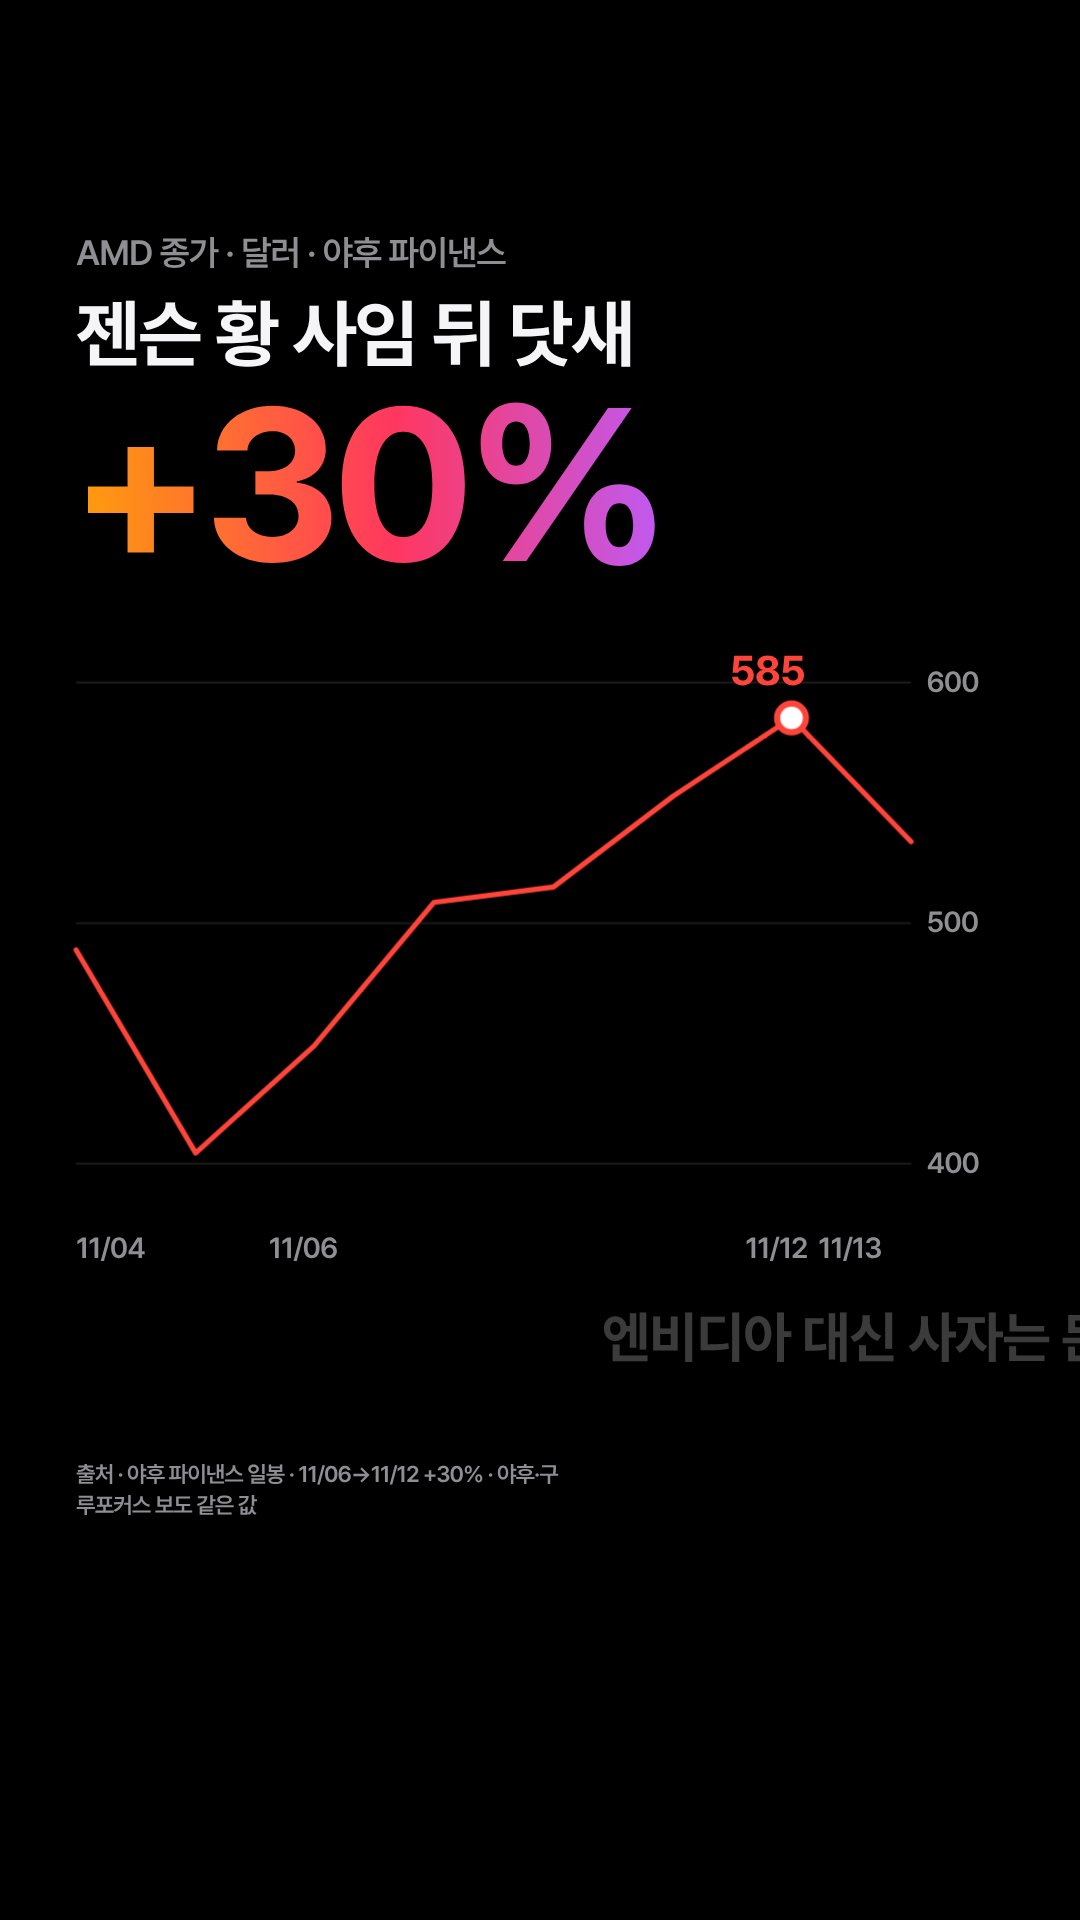 AMD 종가 · 달러 · 야후 파이낸스
젠슨 황 사임 뒤 닷새
+30%
585
600
500
400
11/04 11/06 11/12 11/13
엔비디아 대신 사자는
출처 · 야후 파이낸스 일봉 · 11/06→11/12 +30% · 야후·구
루포커스 보도 같은 값